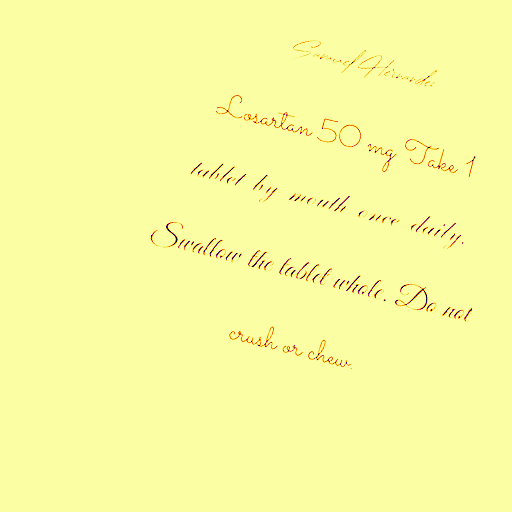 Samuel Hernandez
Losartan 50 mg Take 1
tablet by mouth once daily.
Swallow the tablet whole. Do not
crush or chew.